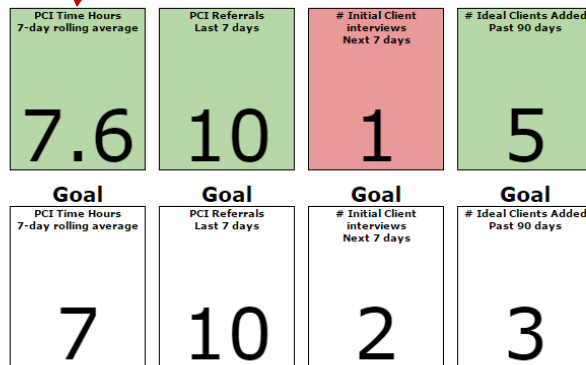 PCI Time Hours
7-day rolling average
7.6
PCI Referrals
Last 7 days
10
# Initial Client
interviews
Next 7 days
1
# Ideal Clients Added
Past 90 days
5
Goal
PCI Time Hours
7-day rolling average
7
Goal
PCI Referrals
Last 7 days
10
Goal
# Initial Client
interviews
Next 7 days
2
Goal
# Ideal Clients Added
Past 90 days
3